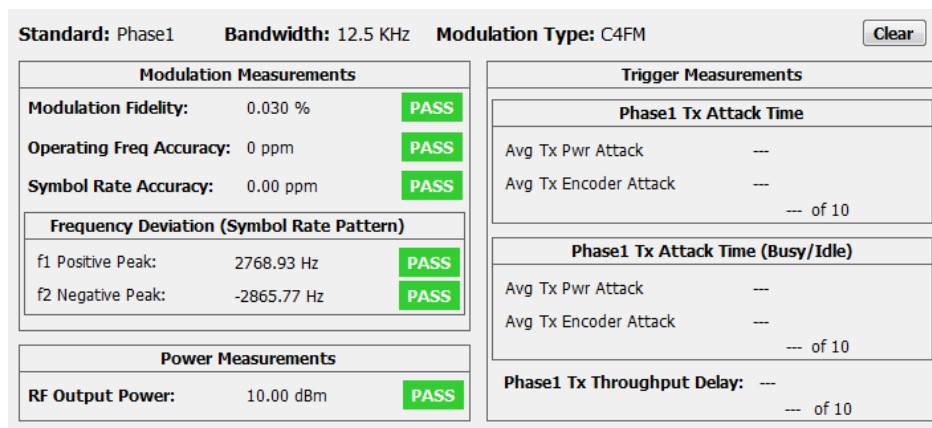 Standard: Phase1 Bandwidth: 12.5 KHz Modulation Type: C4FM Clear
Modulation Measurements
Modulation Fidelity: 0.030 % PASS
Operating Freq Accuracy: 0 ppm PASS
Symbol Rate Accuracy: 0.00 ppm PASS
Frequency Deviation (Symbol Rate Pattern)
f1 Positive Peak: 2768.93 Hz PASS
f2 Negative Peak: -2865.77 Hz PASS
Power Measurements
RF Output Power: 10.00 dBm PASS
Trigger Measurements
Phase1 Tx Attack Time
Avg Tx Pwr Attack ---
Avg Tx Encoder Attack ---
--- of 10
Phase1 Tx Attack Time (Busy/Idle)
Avg Tx Pwr Attack ---
Avg Tx Encoder Attack ---
--- of 10
Phase1 Tx Throughput Delay: ---
--- of 10